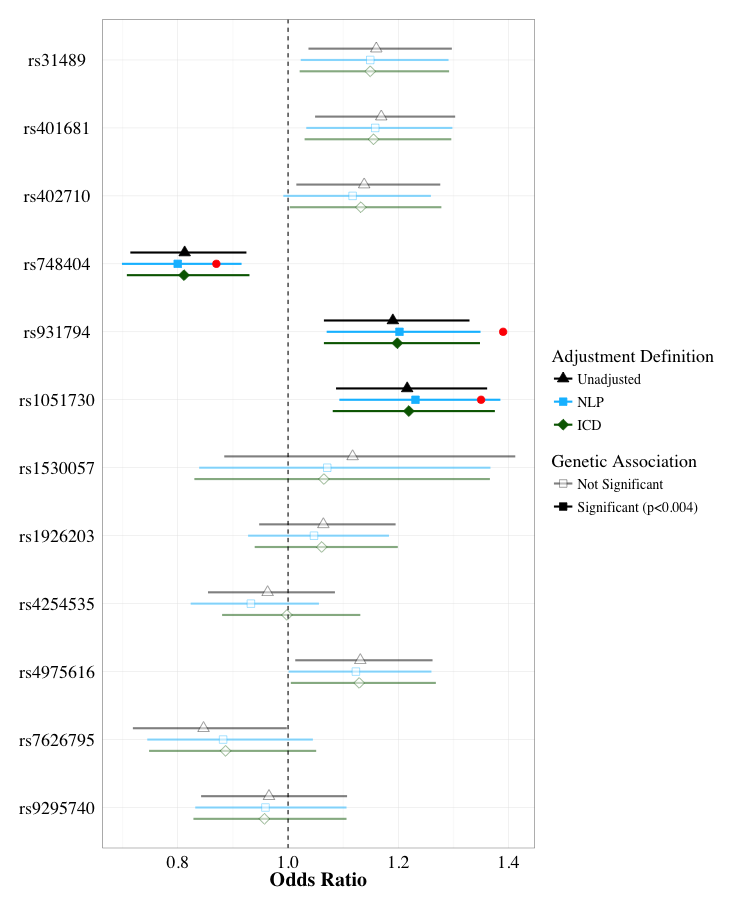 rs31489
rs401681
rs402710
rs748404
rs931794
rs1051730
rs1530057
rs1926203
rs4254535
rs4975616
rs7626795
rs9295740
0.8 1.0 1.2 1.4
Odds Ratio
Adjustment Definition
Unadjusted
NLP
ICD
Genetic Association
Not Significant
Significant (p<0.004)